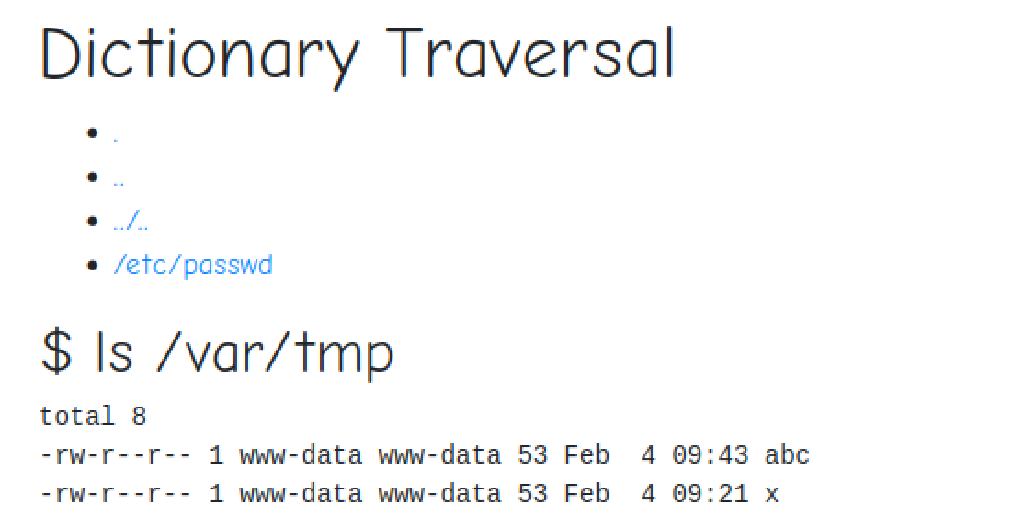 Dictionary Traversal
.
..
../..
/etc/passwd
$ ls /var/tmp
total 8
-rw-r--r-- 1 www-data www-data 53 Feb  4 09:43 abc
-rw-r--r-- 1 www-data www-data 53 Feb  4 09:21 x